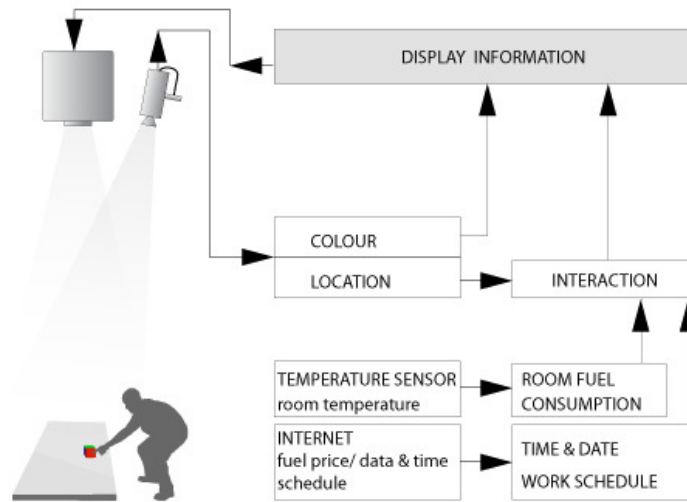 DISPLAY INFORMATION
COLOUR
LOCATION
INTERACTION
TEMPERATURE SENSOR
room temperature
ROOM FUEL
CONSUMPTION
INTERNET
fuel price/ data & time
schedule
TIME & DATE
WORK SCHEDULE